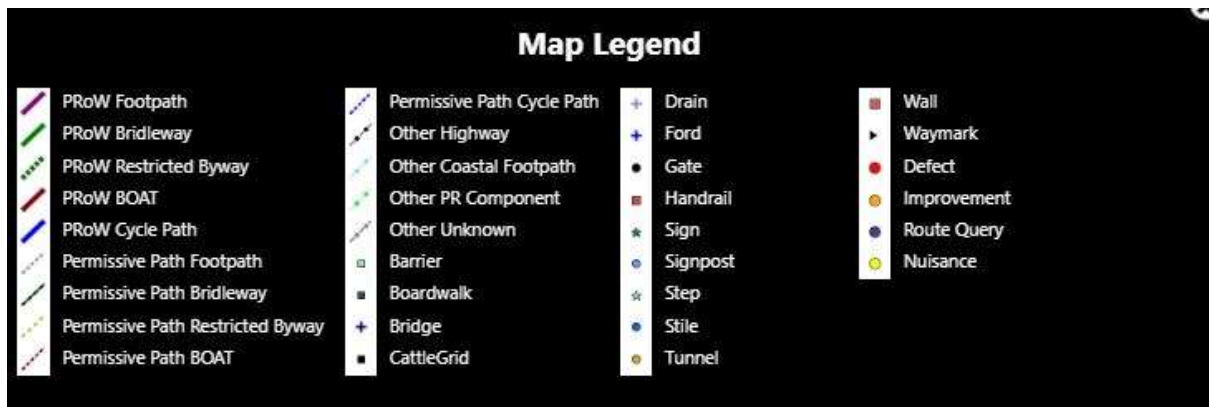 Map Legend
PRoW Footpath
PRoW Bridleway
PRoW Restricted Byway
PRoW BOAT
PRoW Cycle Path
Permissive Path Footpath
Permissive Path Bridleway
Permissive Path Restricted Byway
Permissive Path BOAT
Permissive Path Cycle Path
Other Highway
Other Coastal Footpath
Other PR Component
Other Unknown
Barrier
Boardwalk
Bridge
CattleGrid
Drain
Ford
Gate
Handrail
Sign
Signpost
Step
Stile
Tunnel
Wall
Waymark
Defect
Improvement
Route Query
Nuisance